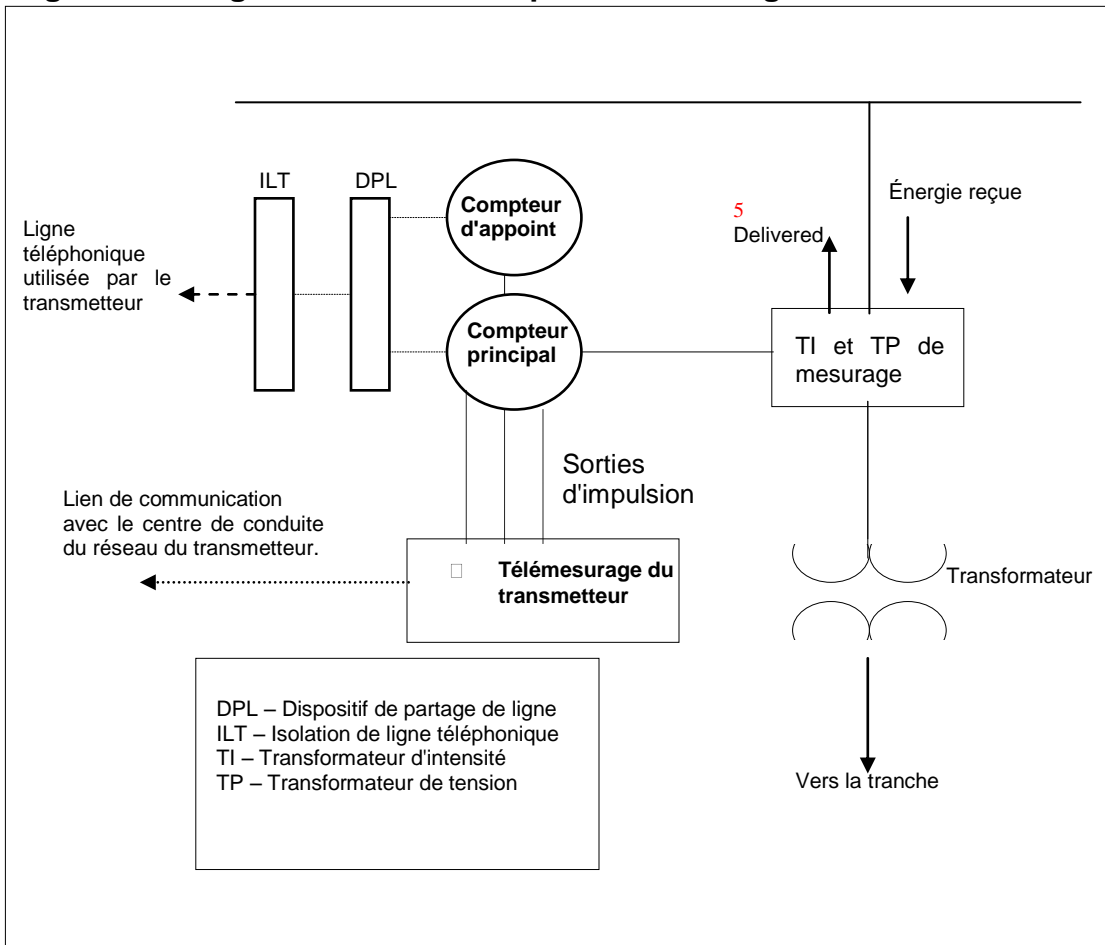 ILT
DPL
Compteur
d'appoint
Énergie reçue
5
Delivered
Ligne
téléphonique
utilisée par le
transmetteur
Compteur
principal
TI et TP de
mesurage
Sorties
d'impulsion
Lien de communication
avec le centre de conduite
du réseau du transmetteur.
Télémesurage du
transmetteur
Transformateur
DPL – Dispositif de partage de ligne
ILT – Isolation de ligne téléphonique
TI – Transformateur d'intensité
TP – Transformateur de tension
Vers la tranche